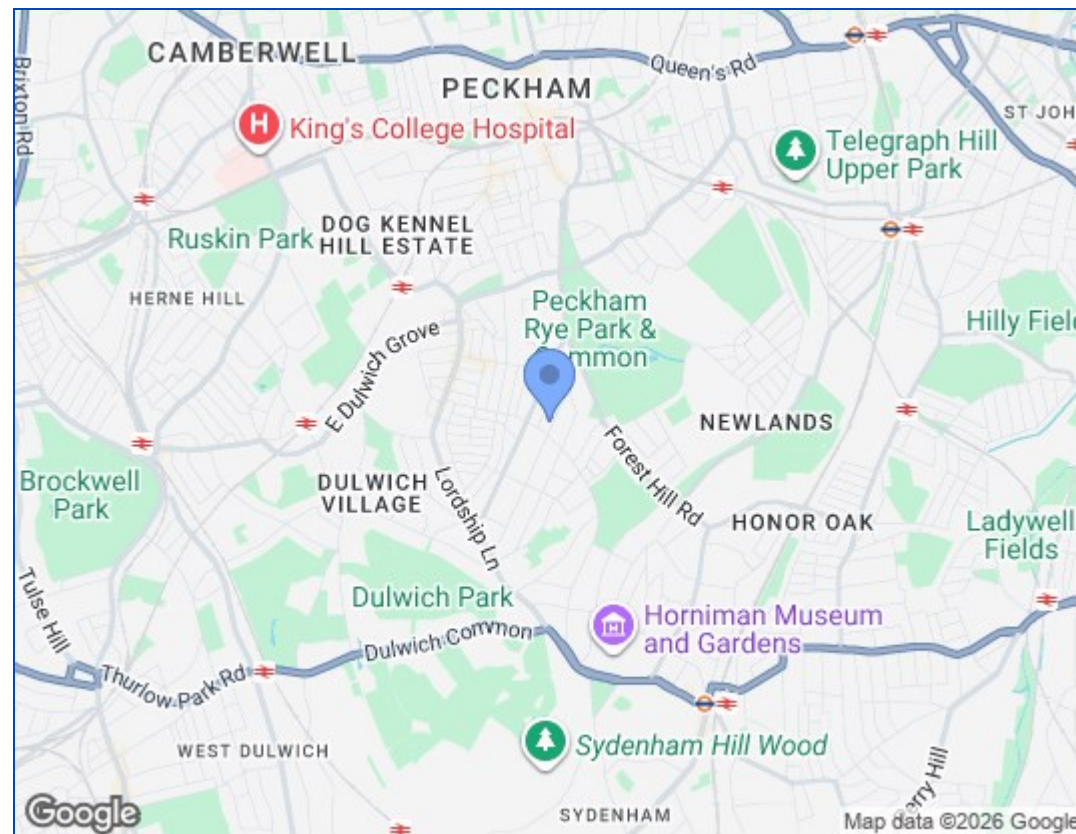 CAMBERWELL
PECKHAM
Queen's Rd
Brixton Rd
King's College Hospital
ST JOH
Telegraph Hill
Upper Park
Ruskin Park
DOG KENNEL
HILL ESTATE
HERNE HILL
Peckham
Rye Park &
Common
Hilly Field
E Dulwich Grove
NEWLANDS
Forest Hill Rd
Brockwell
Park
DULWICH
VILLAGE
Lordship Ln
HONOR OAK
Ladywell
Fields
Tulse Hill
Dulwich Park
Horniman Museum
and Gardens
Dulwich Common
Thurlow Park Rd
WEST DULWICH
Sydenham Hill Wood
erry Hill
SYDENHAM
Google
Map data ©2026 Google